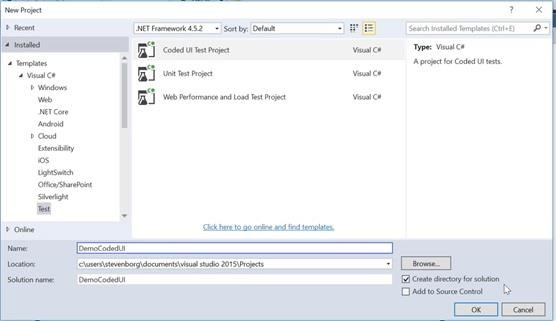 New Project
? ×
Recent
.NET Framework 4.5.2 Sort by: Default
Search Installed Templates (Ctrl+E)
Installed
Templates
Visual C#
Windows
Web
.NET Core
Android
Cloud
Extensibility
iOS
LightSwitch
Office/SharePoint
Silverlight
Test
Online
Coded UI Test Project Visual C#
Unit Test Project Visual C#
Web Performance and Load Test Project Visual C#
Click here to go online and find templates.
Type: Visual C#
A project for Coded UI tests.
Name: DemoCodedUI
Location: c:\users\stevenborg\documents\visual studio 2015\Projects
Browse...
Solution name: DemoCodedUI
Create directory for solution
Add to Source Control
OK Cancel